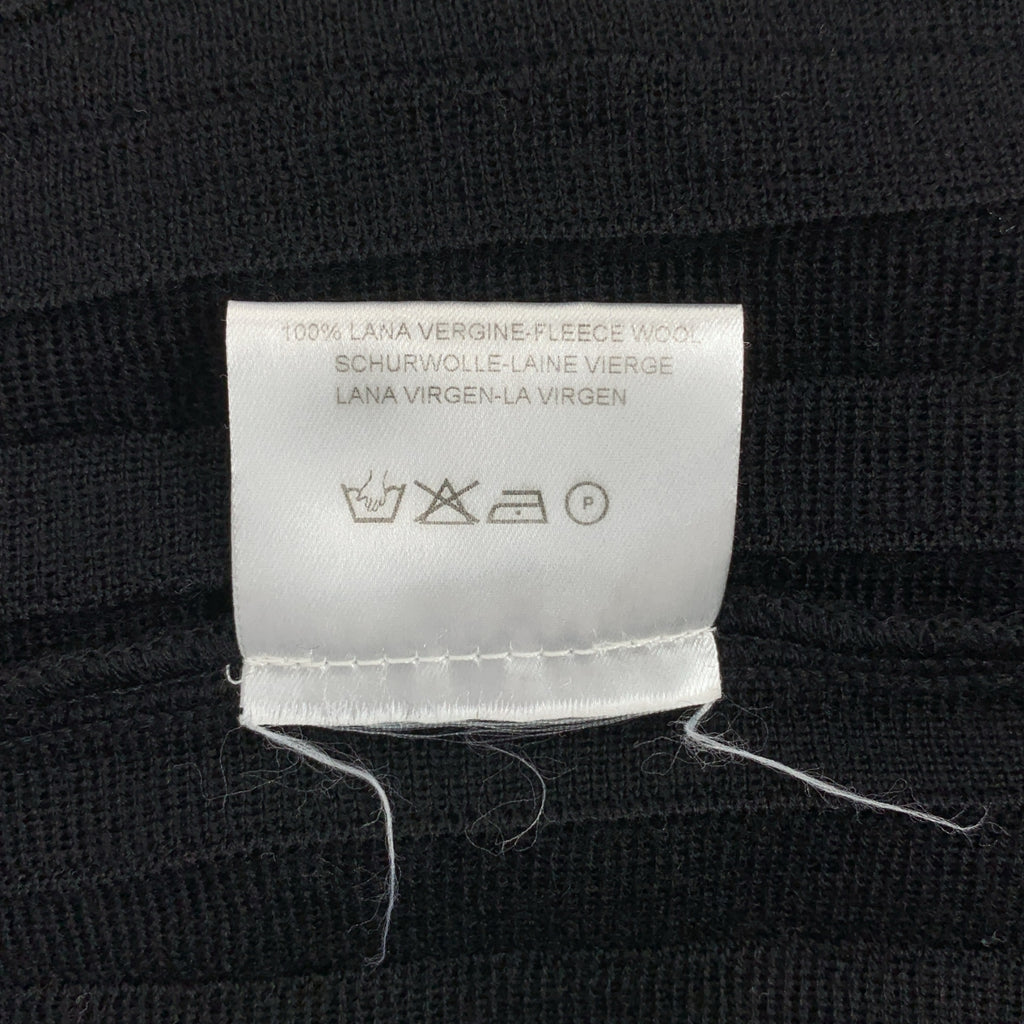 100% LANA VERGINE-FLEECE WOOL
SCHURWOLLE-LAINE VIERGE
LANA VIRGEN-LA VIRGEN
P